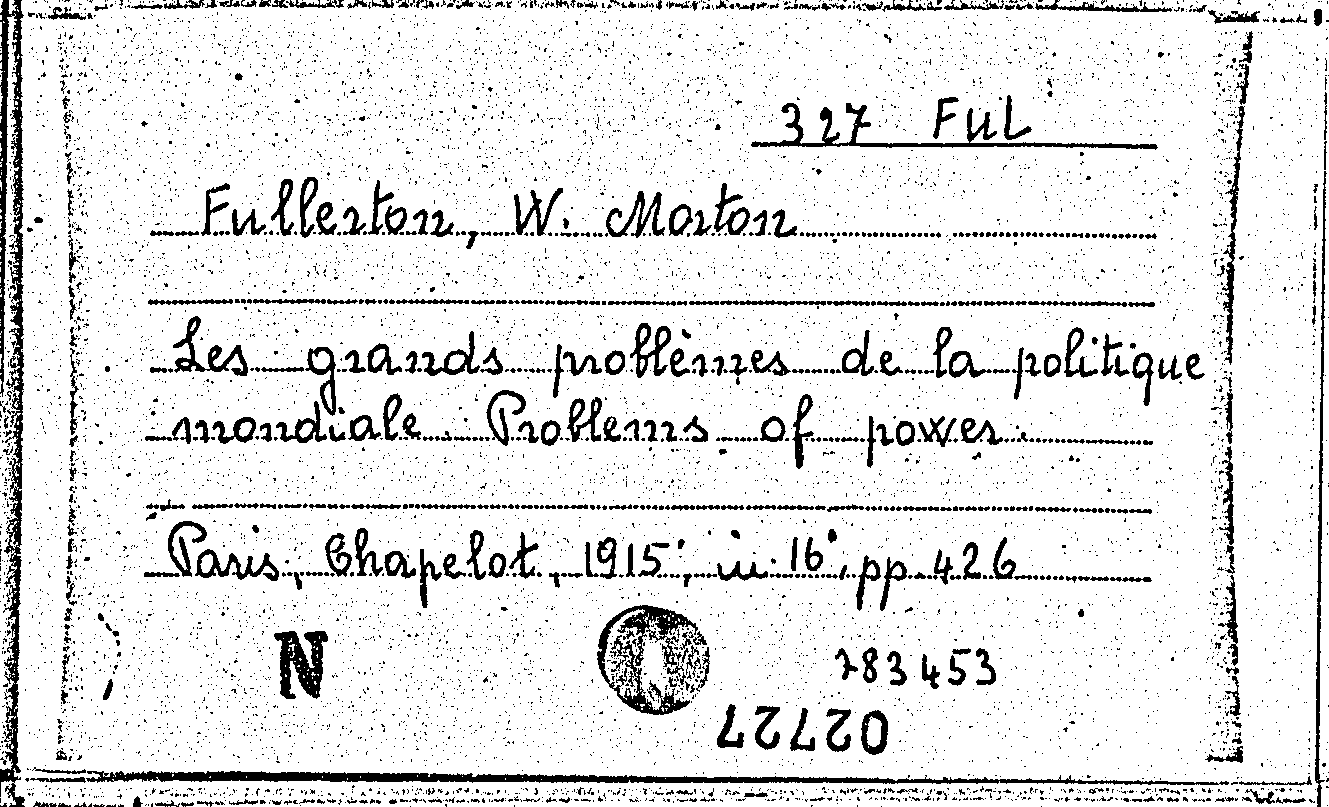 327 Ful
Fullerton, W. Morton
Les grands problèmes de la politique
mondiale. Problems of power.
Paris, Chapelot, 1915; in 16°, pp. 426
N
783453
02727